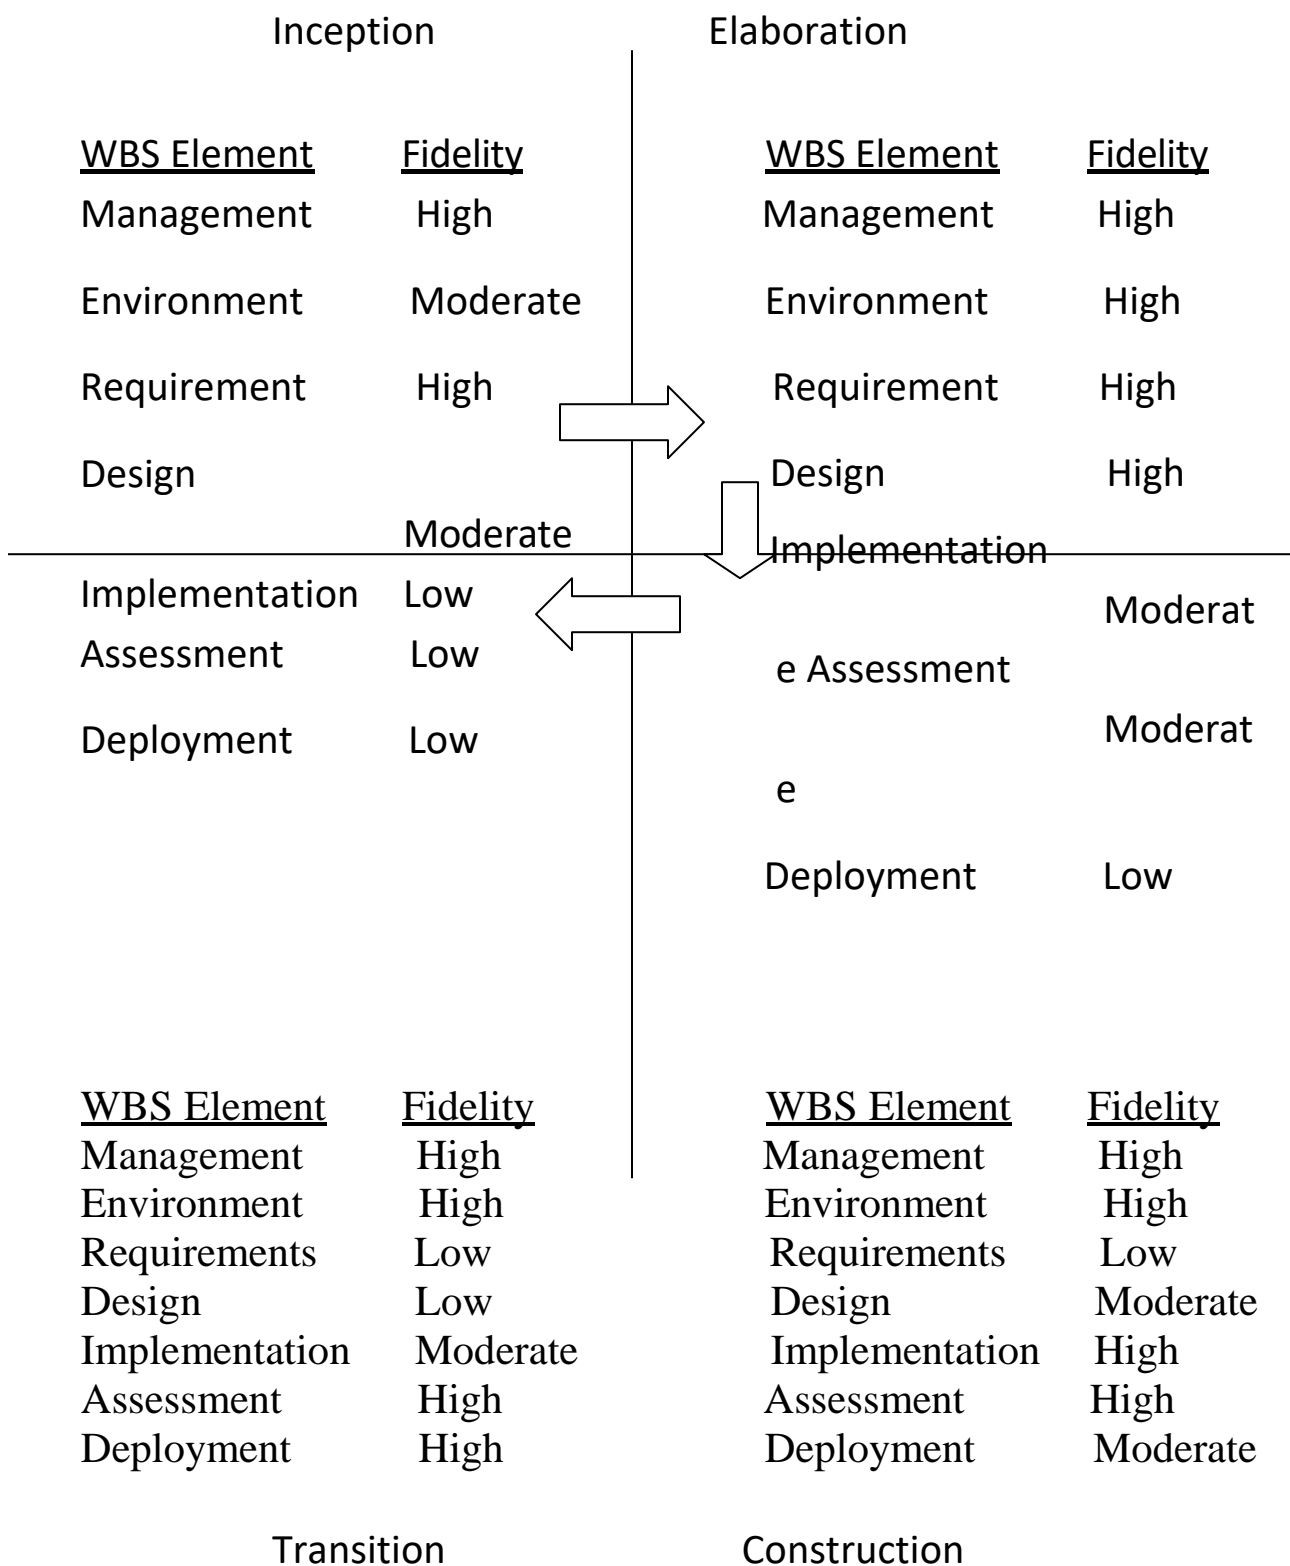 Inception Elaboration
WBS Element Fidelity WBS Element Fidelity
Management High Management High
Environment Moderate Environment High
Requirement High Requirement High
Design Design High
Moderate Implementation
Implementation Low Moderat
Assessment Low e Assessment
Deployment Low Moderat
e
Deployment Low
WBS Element Fidelity WBS Element Fidelity
Management High Management High
Environment High Environment High
Requirements Low Requirements Low
Design Low Design Moderate
Implementation Moderate Implementation High
Assessment High Assessment High
Deployment High Deployment Moderate
Transition Construction